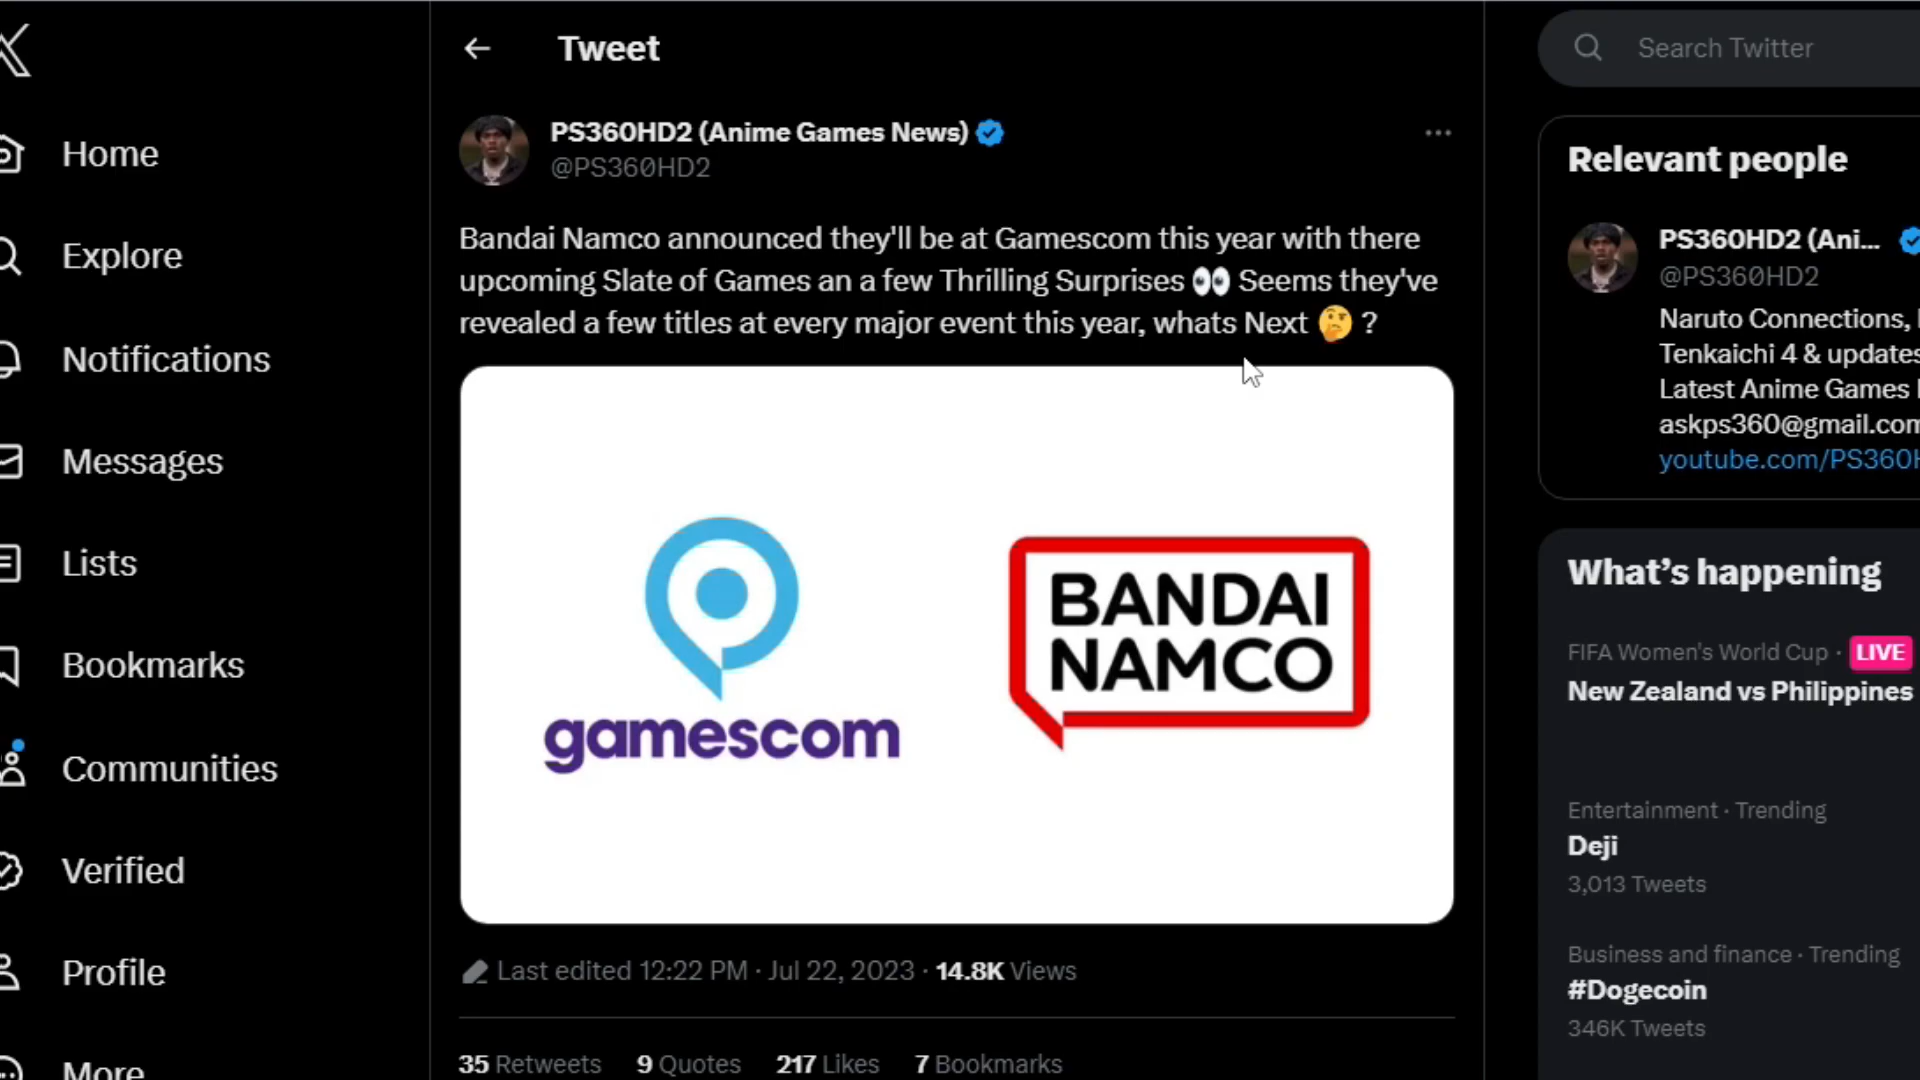 Tweet
Search Twitter
Home
Explore
Notifications
Messages
Lists
Bookmarks
Communities
Verified
Profile
More
PS360HD2 (Anime Games News)
@PS360HD2
Bandai Namco announced they'll be at Gamescom this year with there
upcoming Slate of Games an a few Thrilling Surprises 👀 Seems they've
revealed a few titles at every major event this year, whats Next 🤔 ?
gamescom
BANDAI
NAMCO
Last edited 12:22 PM · Jul 22, 2023 · 14.8K Views
35 Retweets 9 Quotes 217 Likes 7 Bookmarks
Relevant people
PS360HD2 (Ani...
@PS360HD2
Naruto Connections,
Tenkaichi 4 & updates
Latest Anime Games
askps360@gmail.com
youtube.com/PS360H
What's happening
FIFA Women's World Cup · LIVE
New Zealand vs Philippines
Entertainment · Trending
Deji
3,013 Tweets
Business and finance · Trending
#Dogecoin
346K Tweets